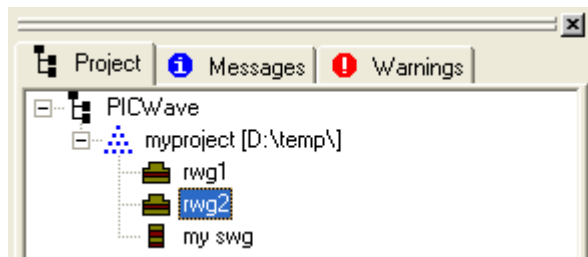 Project Messages Warnings
PICWave
myproject [D:\temp\]
rwg1
rwg2
my swg